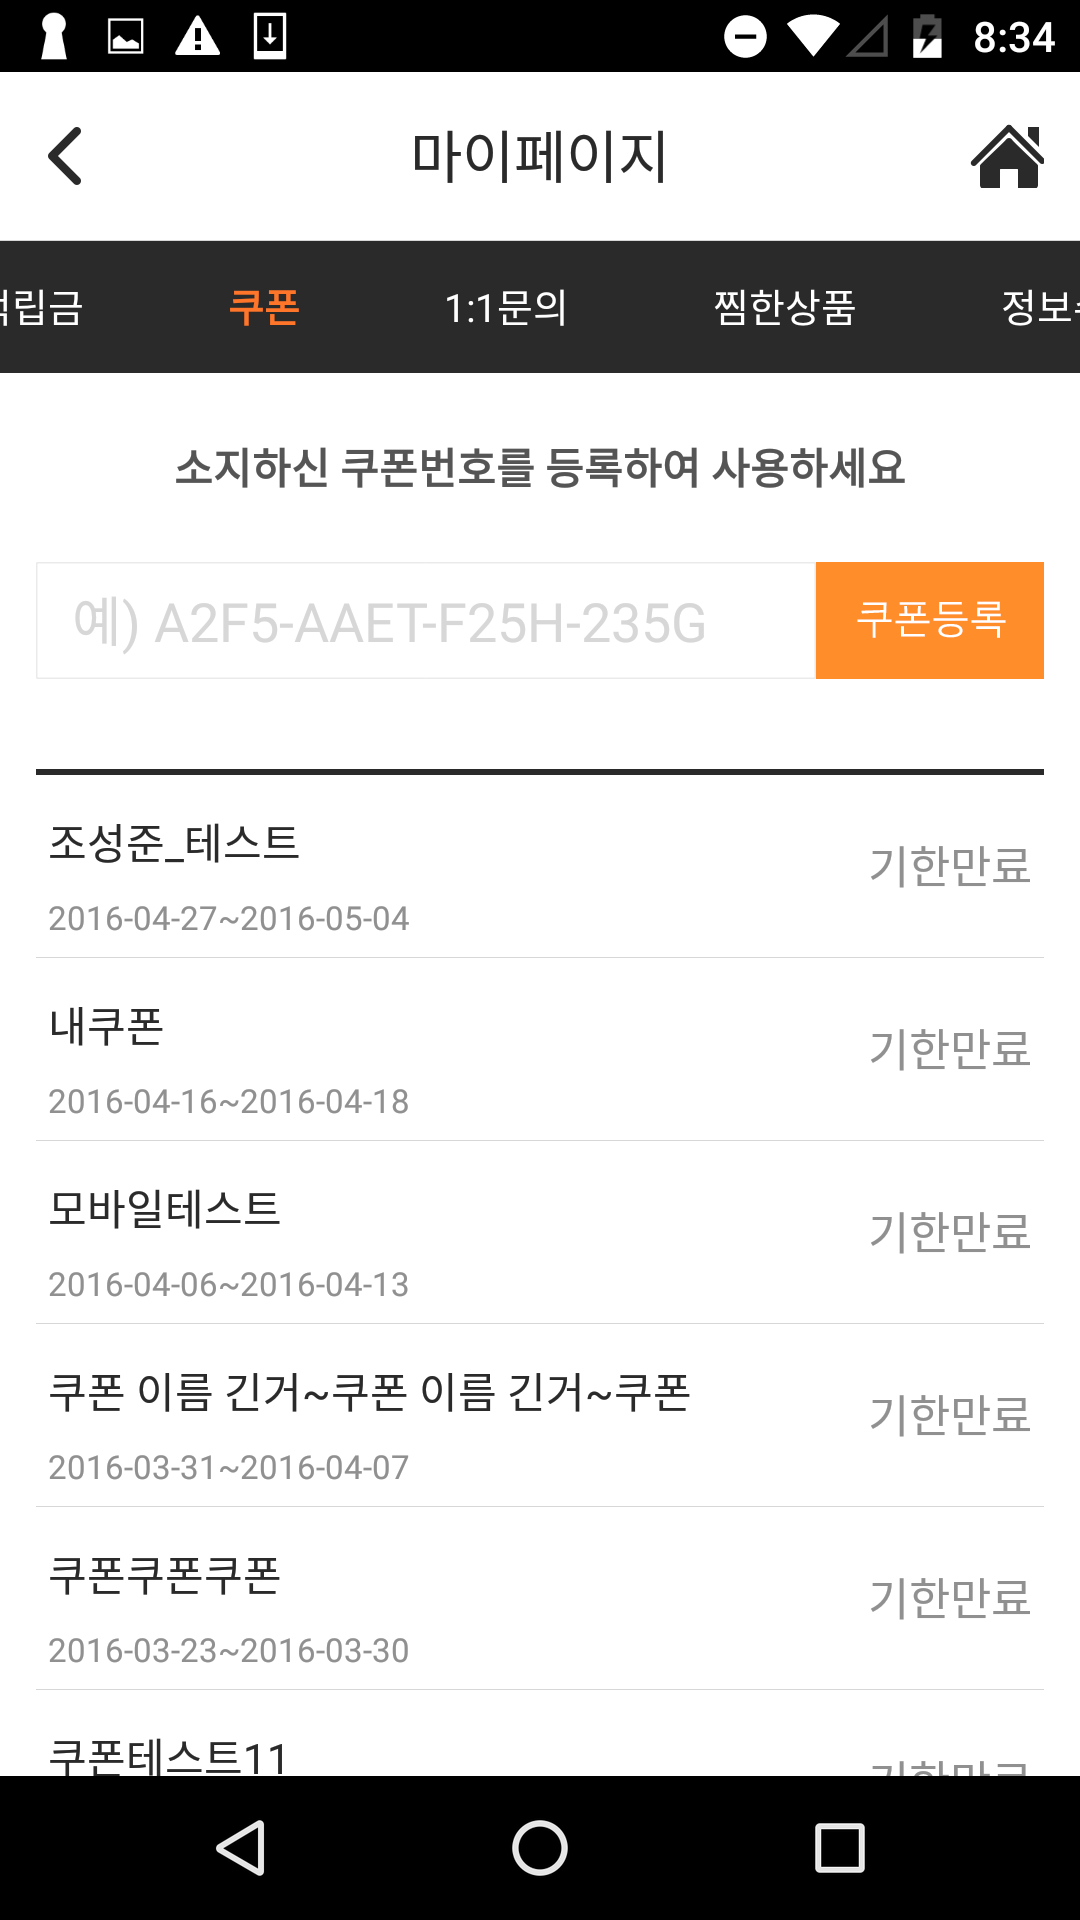 8:34
마이페이지
적립금 쿠폰 1:1문의 찜한상품 정보
소지하신 쿠폰번호를 등록하여 사용하세요
예) A2F5-AAET-F25H-235G 쿠폰등록
조성준_테스트
기한만료
2016-04-27~2016-05-04
내쿠폰
기한만료
2016-04-16~2016-04-18
모바일테스트
기한만료
2016-04-06~2016-04-13
쿠폰 이름 긴거~쿠폰 이름 긴거~쿠폰
기한만료
2016-03-31~2016-04-07
쿠폰쿠폰쿠폰
기한만료
2016-03-23~2016-03-30
쿠폰테스트11
기한만료